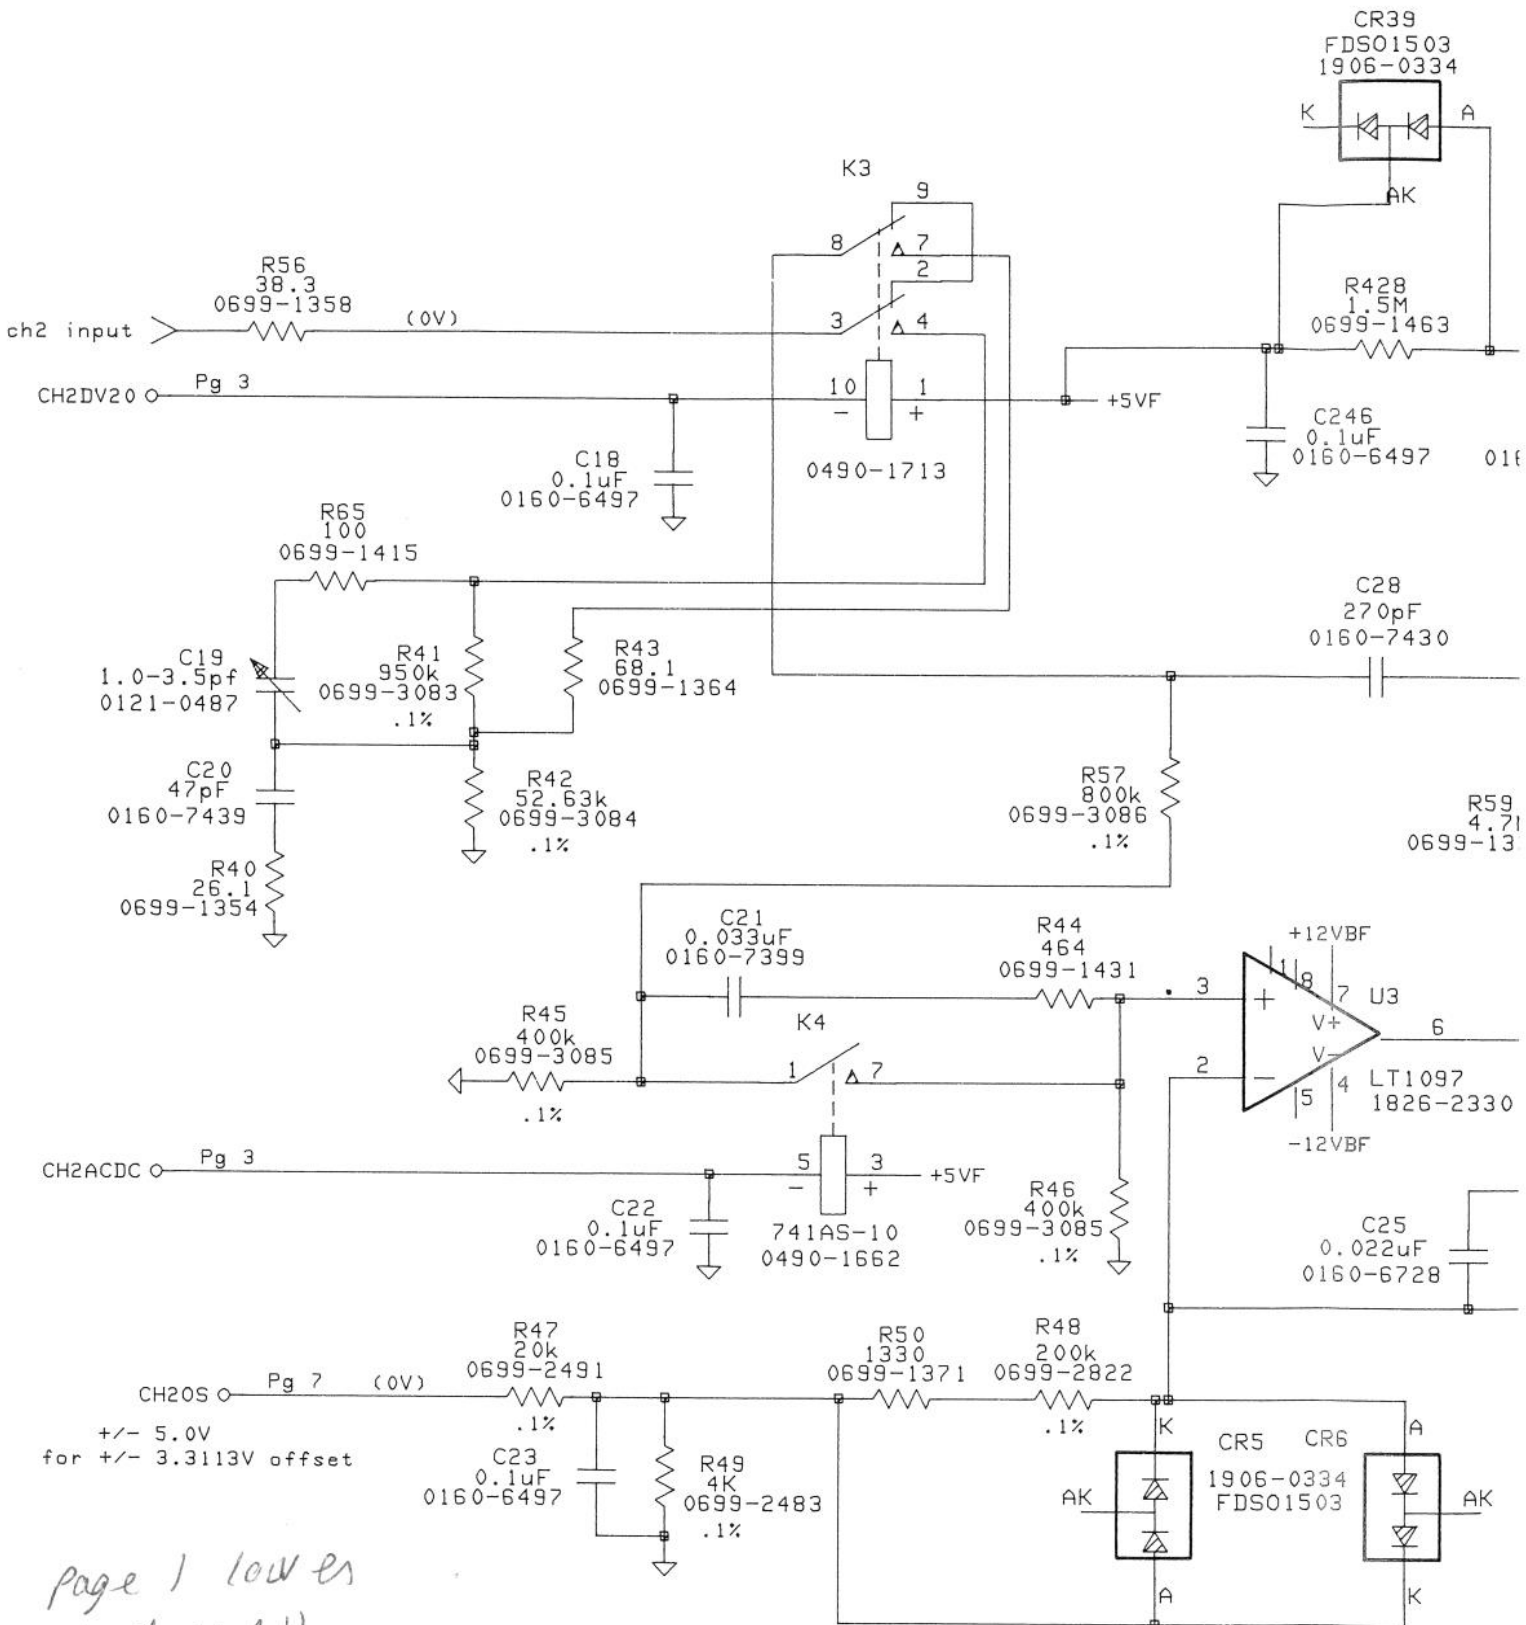 CR39
FDSO1503
1906-0334
K
A
AK
K3
9
8
7
2
3
4
R56
38.3
0699-1358
ch2 input
(0V)
R428
1.5M
0699-1463
CH2DV20
Pg 3
10
1
-
+
+5VF
0490-1713
C18
0.1uF
0160-6497
C246
0.1uF
0160-6497
R65
100
0699-1415
C28
270pF
0160-7430
C19
1.0-3.5pf
0121-0487
R41
950k
0699-3083
.1%
R43
68.1
0699-1364
C20
47pF
0160-7439
R42
52.63k
0699-3084
.1%
R57
800k
0699-3086
.1%
R59
R40
26.1
0699-1354
C21
0.033uF
0160-7399
R44
464
0699-1431
+12VBF
1
8
7
U3
3
+
V+
6
V-
2
-
5
4
LT1097
1826-2330
-12VBF
R45
400k
0699-3085
.1%
K4
1
7
CH2ACDC
Pg 3
5
3
-
+
+5VF
741AS-10
0490-1662
C22
0.1uF
0160-6497
R46
400k
0699-3085
.1%
C25
0.022uF
0160-6728
R47
20k
0699-2491
.1%
R50
1330
0699-1371
R48
200k
0699-2822
.1%
CH2OS
Pg 7
(0V)
+/- 5.0V
for +/- 3.3113V offset
C23
0.1uF
0160-6497
R49
4K
0699-2483
.1%
K
A
CR5
CR6
1906-0334
FDSO1503
AK
AK
A
K
page 1 lower